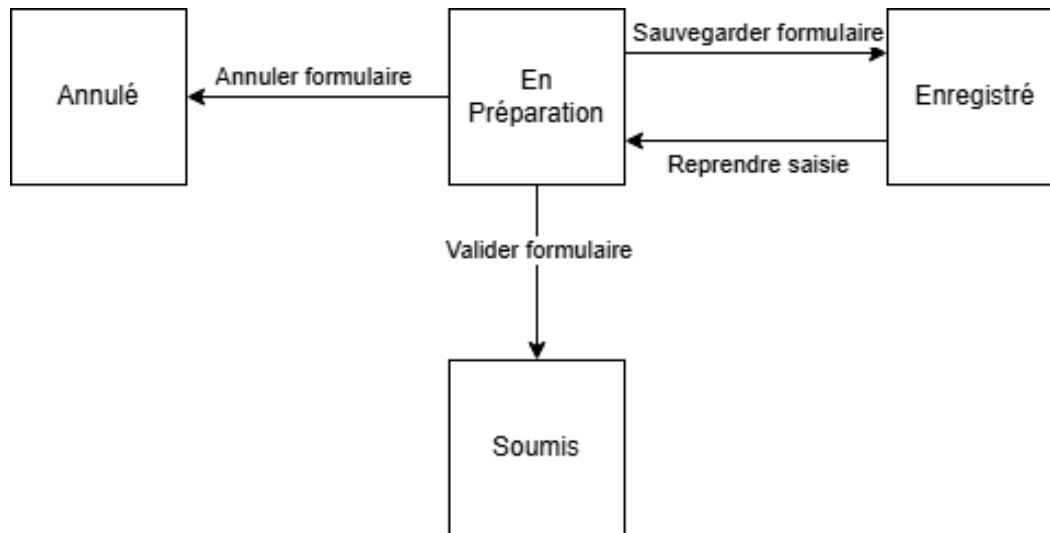 Sauvegarder formulaire
Annuler formulaire
Annulé
En
Préparation
Enregistré
Reprendre saisie
Valider formulaire
Soumis